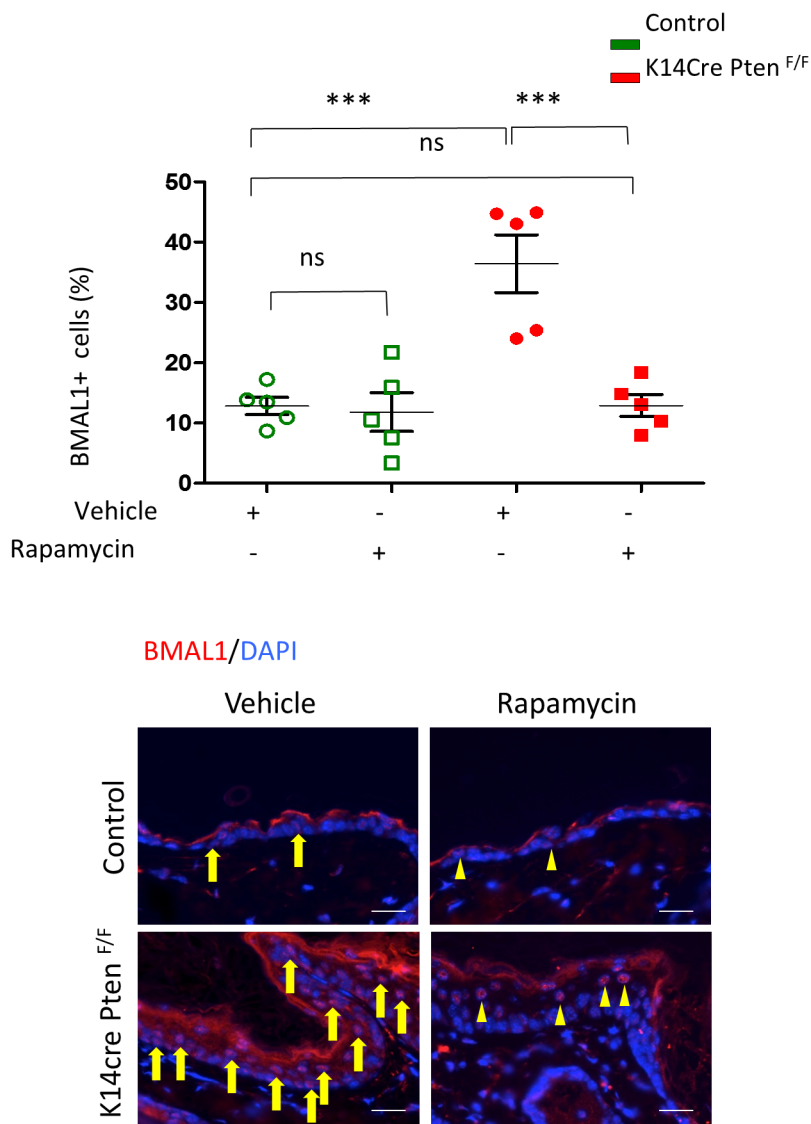 Control
K14Cre Pten F/F
*** ***
ns
50
40
ns
30
20
10
0
BMAL1+ cells (%)
Vehicle + - + -
Rapamycin - + - +
BMAL1/DAPI
Vehicle Rapamycin
Control
K14cre Pten F/F